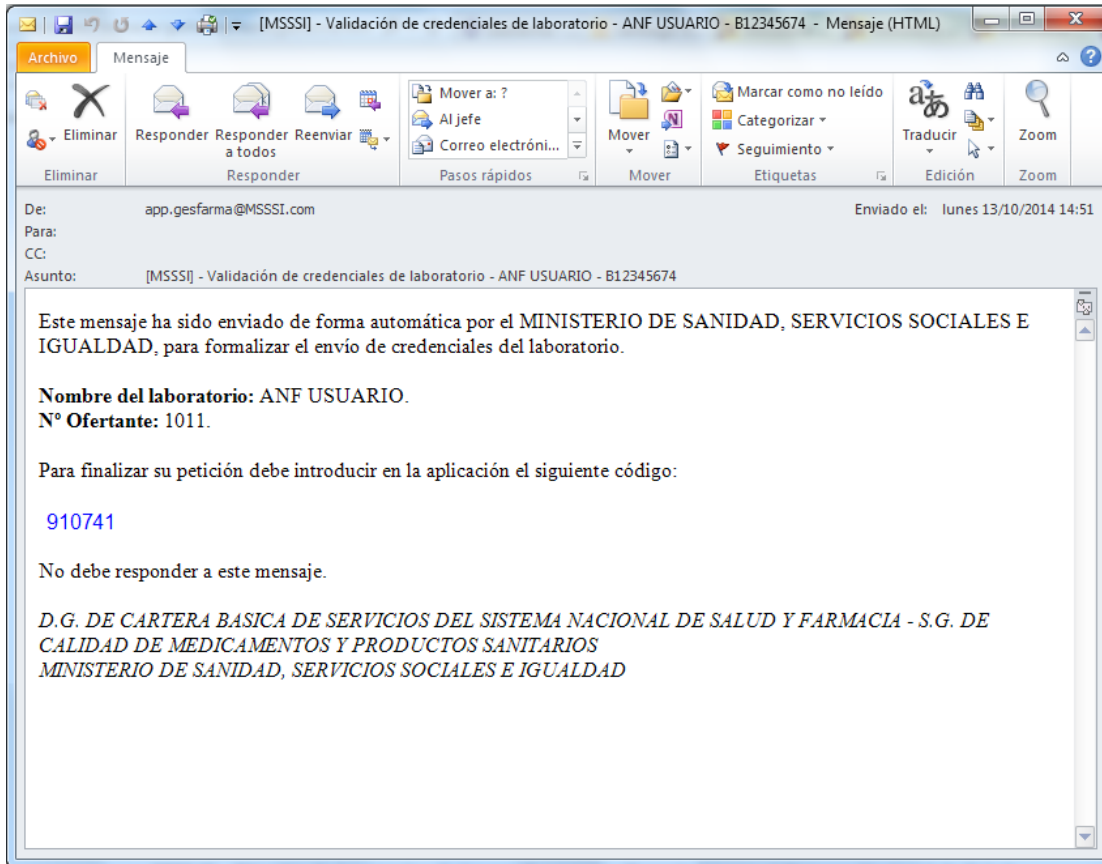 [MSSSI] - Validación de credenciales de laboratorio - ANF USUARIO - B12345674 - Mensaje (HTML)
Archivo Mensaje
Eliminar
Responder Responder a todos Reenviar
Mover a: ?
Al jefe
Correo electróni...
Mover
Marcar como no leído
Categorizar
Seguimiento
Traducir
Zoom
Eliminar Responder Pasos rápidos Mover Etiquetas Edición Zoom
De: app.gesfarma@MSSSI.com Enviado el: lunes 13/10/2014 14:51
Para:
CC:
Asunto: [MSSSI] - Validación de credenciales de laboratorio - ANF USUARIO - B12345674
Este mensaje ha sido enviado de forma automática por el MINISTERIO DE SANIDAD, SERVICIOS SOCIALES E
IGUALDAD, para formalizar el envío de credenciales del laboratorio.
Nombre del laboratorio: ANF USUARIO.
Nº Ofertante: 1011.
Para finalizar su petición debe introducir en la aplicación el siguiente código:
910741
No debe responder a este mensaje.
D.G. DE CARTERA BASICA DE SERVICIOS DEL SISTEMA NACIONAL DE SALUD Y FARMACIA - S.G. DE
CALIDAD DE MEDICAMENTOS Y PRODUCTOS SANITARIOS
MINISTERIO DE SANIDAD, SERVICIOS SOCIALES E IGUALDAD